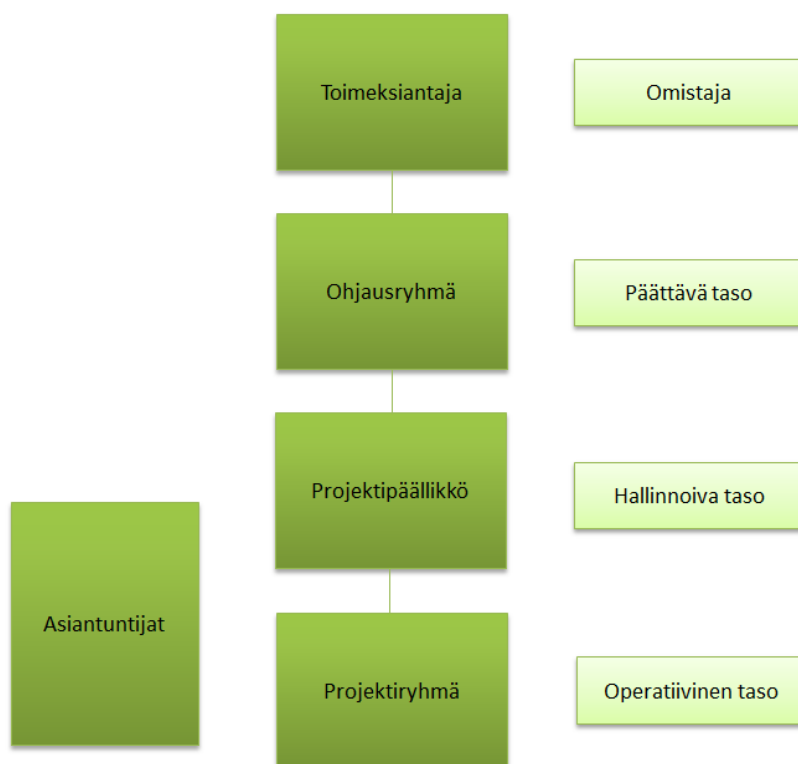 Toimeksiantaja
Omistaja
Ohjausryhmä
Päättävä taso
Projektipäällikkö
Hallinnoiva taso
Asiantuntijat
Projektiryhmä
Operatiivinen taso